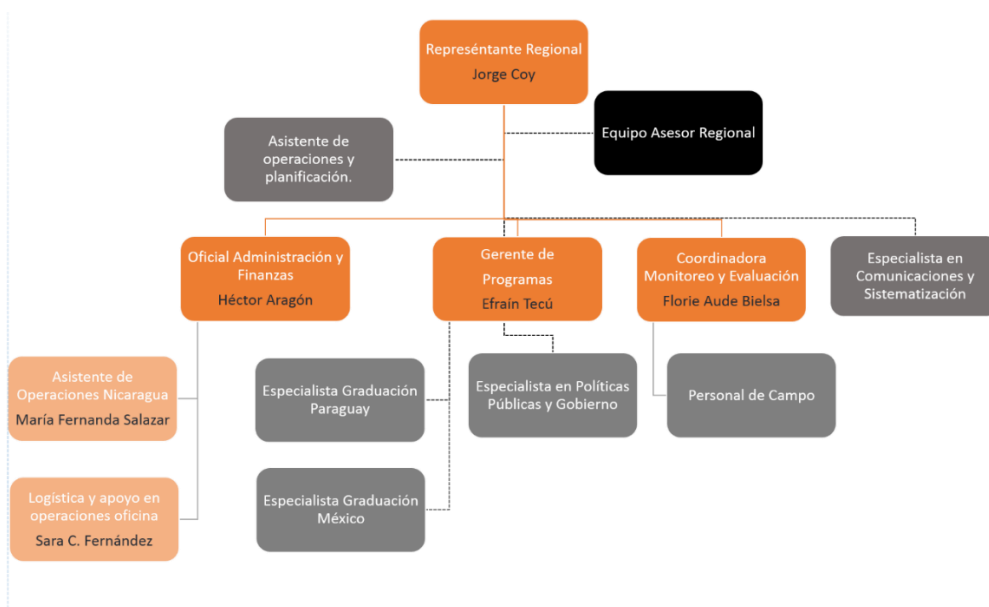 Represéntante Regional
Jorge Coy
Equipo Asesor Regional
Asistente de
operaciones y
planificación.
Oficial Administración y
Finanzas
Héctor Aragón
Gerente de
Programas
Efraín Tecú
Coordinadora
Monitoreo y Evaluación
Florie Aude Bielsa
Especialista en
Comunicaciones y
Sistematización
Asistente de
Operaciones Nicaragua
María Fernanda Salazar
Especialista Graduación
Paraguay
Especialista en Políticas
Públicas y Gobierno
Personal de Campo
Logística y apoyo en
operaciones oficina
Sara C. Fernández
Especialista Graduación
México